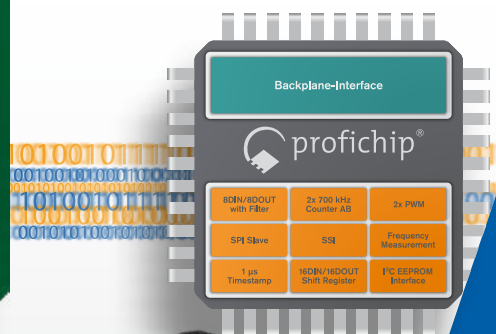 Backplane-Interface
profichip®
8DIN/8DOUT
with Filter
2x 700 kHz
Counter AB
2x PWM
SPI Slave
SSI
Frequency
Measurement
1 µs
Timestamp
16DIN/16DOUT
Shift Register
I²C EEPROM
Interface